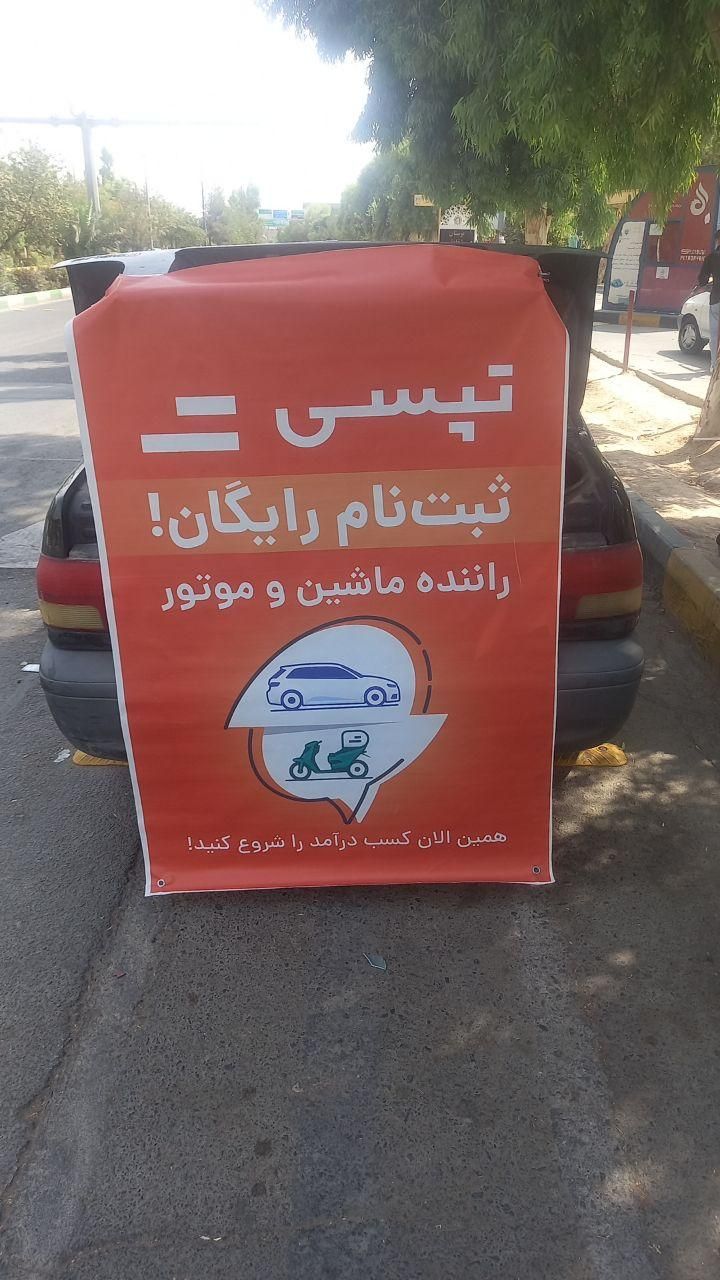 تپسی
ثبت‌نام رایگان!
راننده ماشین و موتور
همین الان کسب درآمد را شروع کنید!